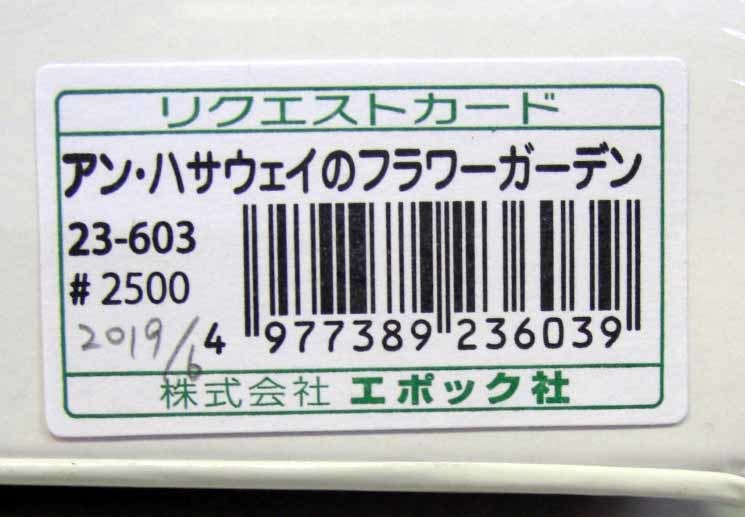 リクエストカード
アン・ハサウェイのフラワーガーデン
23-603
#2500
2019/6
4 977389 236039
株式会社 エポック社